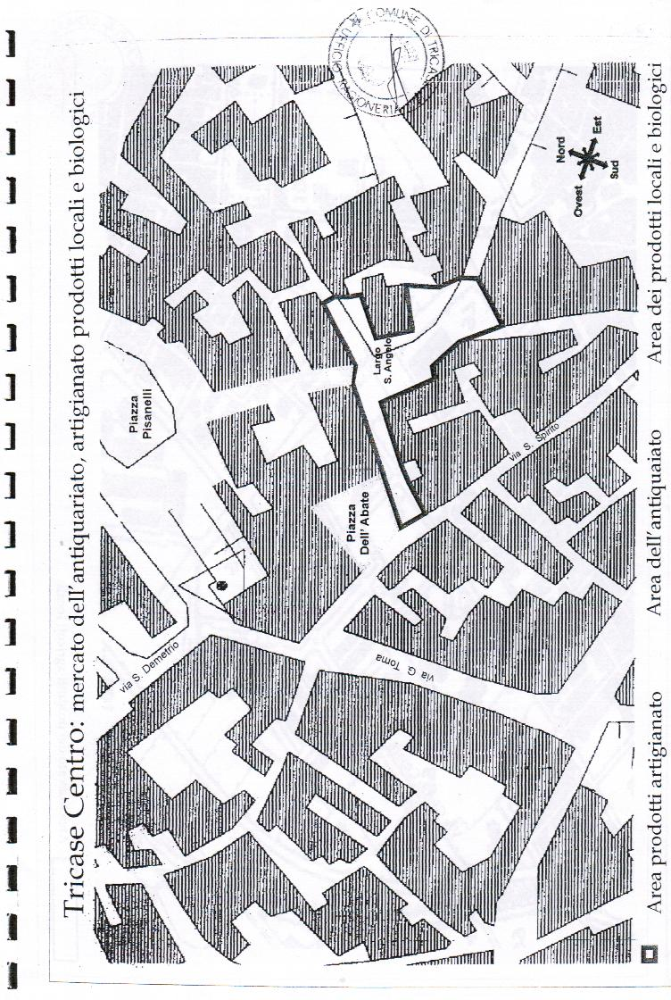 Tricase Centro: mercato dell'antiquariato, artigianato prodotti locali e biologici
COMUNE DI TRICASE
UFFICIO RAGIONERIA
via S. Demetrio
Piazza
Pisanelli
Piazza
Dell' Abate
Largo
S. Angelo
via G. Toma
via S. Spirito
Nord
Est
Sud
Ovest
Area prodotti artigianato
Area dell'antiquaiato
Area dei prodotti locali e biologici